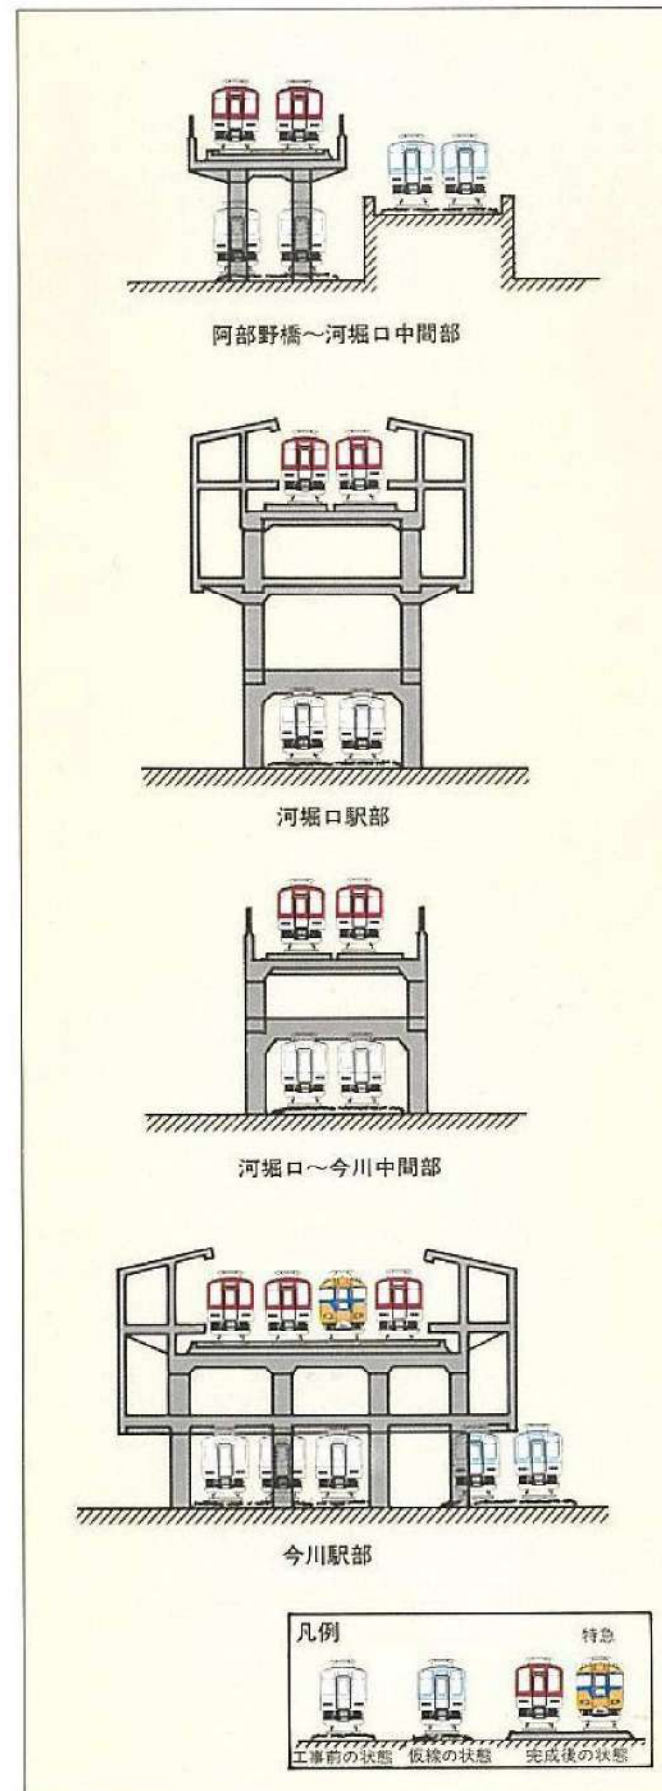 阿部野橋〜河堀口中間部
河堀口駅部
河堀口〜今川中間部
今川駅部
凡例
特急
工事前の状態 仮線の状態 完成後の状態